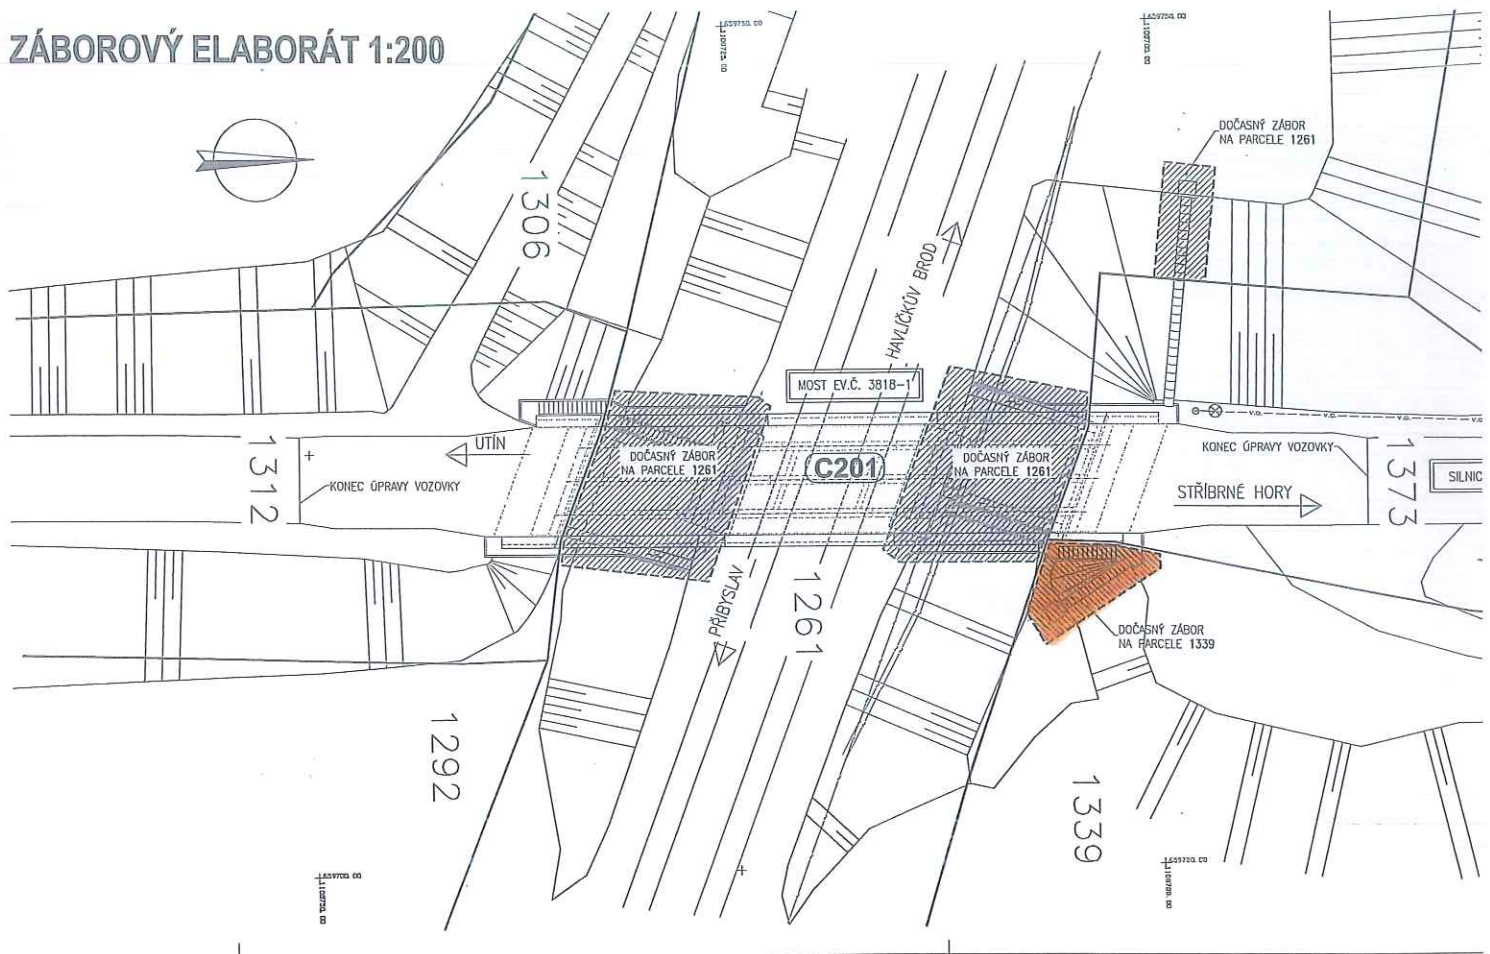 ZÁBOROVÝ ELABORÁT 1:200
DOČASNÝ ZÁBOR
NA PARCELE 1261
1306
HAVLÍČKŮV BROD
MOST EV.Č. 3818-1
UTÍN
1312
KONEC ÚPRAVY VOZOVKY
DOČASNÝ ZÁBOR
NA PARCELE 1261
C201
DOČASNÝ ZÁBOR
NA PARCELE 1261
KONEC ÚPRAVY VOZOVKY
STŘÍBRNÉ HORY
1373
SILNIC
PŘIBYSLAV
1261
DOČASNÝ ZÁBOR
NA PARCELE 1339
1292
1339